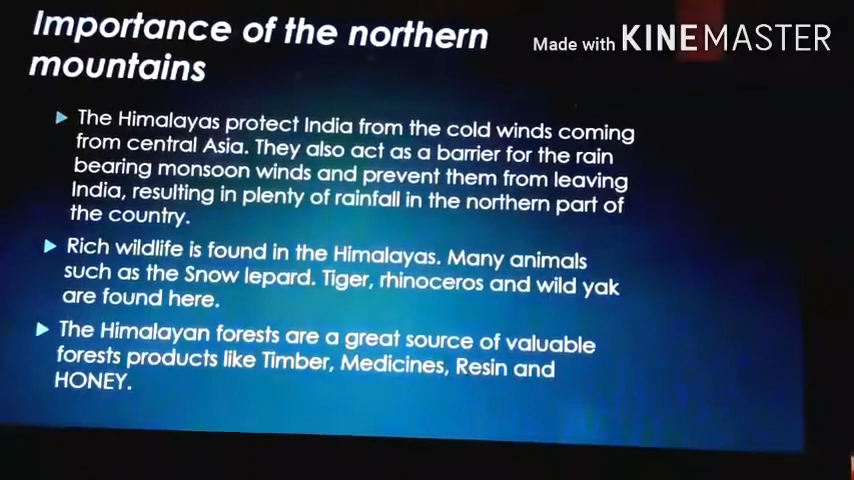 Importance of the northern
mountains
Made with KINEMASTER
The Himalayas protect India from the cold winds coming
from central Asia. They also act as a barrier for the rain
bearing monsoon winds and prevent them from leaving
India, resulting in plenty of rainfall in the northern part of
the country.
Rich wildlife is found in the Himalayas. Many animals
such as the Snow lepard. Tiger, rhinoceros and wild yak
are found here.
The Himalayan forests are a great source of valuable
forests products like Timber, Medicines, Resin and
HONEY.